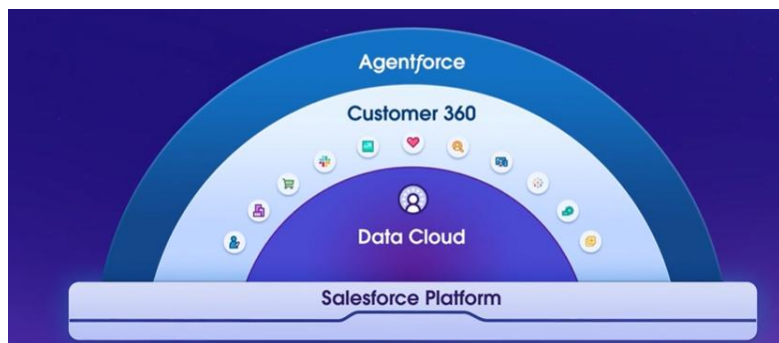 Agentforce
Customer 360
Data Cloud
Salesforce Platform